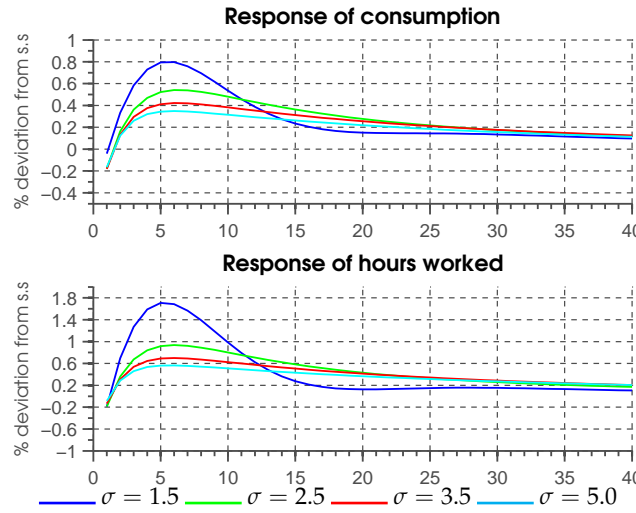 Response of consumption
% deviation from s.s
1
0.8
0.6
0.4
0.2
0
−0.2
−0.4
0 5 10 15 20 25 30 35 40
Response of hours worked
% deviation from s.s
1.8
1.4
1
0.6
0.2
−0.2
−0.6
−1
0 5 10 15 20 25 30 35 40
σ = 1.5 σ = 2.5 σ = 3.5 σ = 5.0